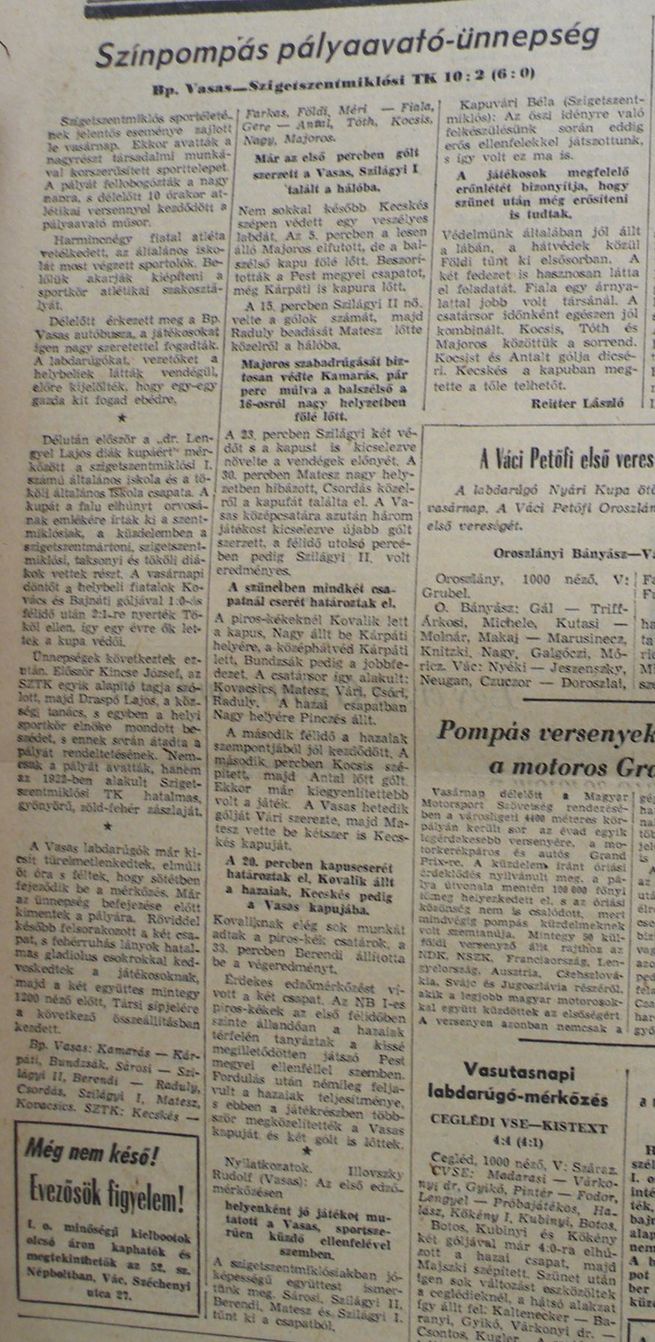 Színpompás pályaavató-ünnepség
Bp. Vasas—Szigetszentmiklósi TK 10:2 (6:0)
Szigetszentmiklós sportéleté-
nek jelentős eseménye zajlott
le vasárnap. Ekkor avatták a
nagyrészt társadalmi munká-
val korszerűsített sporttelepet.
A pályát fellobogózták a nagy
napra, s délelőtt 10 órakor at-
létikai versennyel kezdődött a
pályaavató műsor.
Harmincnégy fiatal atléta
vetélkedett, az általános isko-
lát most végzett sportolók. Be-
lőlük akarják kiépíteni a
sportkör atlétikai szakosztá-
lyát.
Délelőtt érkezett meg a Bp.
Vasas autóbusza, a játékosokat
igen nagy szeretettel fogadták.
A labdarúgókat, vezetőket a
helybeliek látták vendégül,
előre kijelölték, hogy egy-egy
gazda kit fogad ebédre.
★
Délután először a „dr. Len-
gyel Lajos diák kupáért" mér-
kőzött a szigetszentmiklósi I.
számú általános iskola és a tö-
köli általános iskola csapata. A
kupát a falu elhúnyt orvosá-
nak emlékére írták ki a szent-
miklósiak, a küzdelemben a
szigetszentmártoni, szigetszent-
miklósi, taksonyi és tököli diá-
kok vettek részt. A vasárnapi
döntőt a helybeli fiatalok Ko-
vács és Bajnáti góljával 1:0-ás
félidő után 2:1-re nyerték Tö-
köl ellen, így egy évre ők let-
tek a kupa védői.
Ünnepségek következtek ez-
után. Először Kincse József, az
SZTK egyik alapító tagja szó-
lott, majd Draspó Lajos, a köz-
ségi tanács, s egyben a helyi
sportkör elnöke mondott be-
szédet, s ennek során átadta a
pályát rendeltetésének. Nem-
csak a pályát avatták, hanem
az 1922-ben alakult Sziget-
szentmiklósi TK hatalmas,
gyönyörű, zöld-fehér zászlaját.
★
A Vasas labdarúgók már ki-
csit türelmetlenkedtek, elmúlt
öt óra s féltek, hogy sötétben
fejeződik be a mérkőzés. Már
az ünnepség befejezése előtt
kimentek a pályára. Röviddel
később felsorakozott a két csa-
pat, s fehérruhás lányok hatal-
mas gladiolus csokrokkal ked-
veskedtek a játékosoknak,
majd a két együttes mintegy
1200 néző előtt, Társi sípjelére
a következő összeállításban
kezdett.
Bp. Vasas: Kamarás — Kár-
páti, Bundzsák, Sárosi — Szi-
lágyi II, Berendi — Raduly,
Csordás, Szilágyi I, Matesz,
Kovacsics. SZTK: Kecskés —
Még nem késő!
Evezősök figyelem!
I. o. minőségű kielbootok
olcsó áron kaphatók és
megtekinthetők az 52. sz.
Népboltban, Vác, Széchenyi
utca 27.
Farkas, Földi, Méri — Fiala,
Gere — Antal, Tóth, Kocsis,
Nagy, Majoros.
Már az első percben gólt
szerzett a Vasas, Szilágyi I
talált a hálóba.
Nem sokkal később Kecskés
szépen védett egy veszélyes
labdát. Az 5. percben a lesen
álló Majoros elfutott, de a bal-
szélső kapu fölé lőtt. Beszorí-
tották a Pest megyei csapatot,
még Kárpáti is kapura lőtt.
A 15. percben Szilágyi II nö-
velte a gólok számát, majd
Raduly beadását Matesz lőtte
közelről a hálóba.
Majoros szabadrúgását biz-
tosan védte Kamarás, pár
perc múlva a balszélső a
16-osról nagy helyzetben
fölé lőtt.
A 23. percben Szilágyi két vé-
dőt s a kapust is kicselezve
növelte a vendégek előnyét. A
30. percben Matesz nagy hely-
zetben hibázott, Csordás közel-
ről a kapufát találta el. A Va-
sas középcsatára azután három
játékost kicselezve újabb gólt
szerzett, a félidő utolsó percé-
ben pedig Szilágyi II. volt
eredményes.
A szünetben mindkét csa-
patnál cserét határoztak el.
A piros-kékeknél Kovalik lett
a kapus, Nagy állt be Kárpáti
helyére, a középhátvéd Kárpáti
lett, Bundzsák pedig a jobbfe-
dezet. A csatársor így alakult:
Kovacsics, Matesz, Vári, Csóri,
Raduly. A hazai csapatban
Nagy helyére Pinczés állt.
A második félidő a hazaiak
szempontjából jól kezdődött. A
második percben Kocsis szé-
pített, majd Antal lőtt gólt.
Ekkor már kiegyenlítettebb
volt a játék. A Vasas hetedik
gólját Vári szerezte, majd Ma-
tesz vette be kétszer is Kecs-
kés kapuját.
A 20. percben kapuscserét
határoztak el, Kovalik állt
a hazaiak, Kecskés pedig
a Vasas kapujába.
Kovaliknak elég sok munkát
adtak a piros-kék csatárok, a
33. percben Berendi állította
be a végeredményt.
Érdekes edzőmérkőzést ví-
vott a két csapat. Az NB I-es
piros-kékek az első félidőben
szinte állandóan a hazaiak
térfelén tanyáztak a kissé
megilletődötten játszó Pest
megyei ellenféllel szemben.
Fordulás után némileg felja-
vult a hazaiak teljesítménye,
s ebben a játékrészben több-
ször megközelítették a Vasas
kapuját és két gólt is lőttek.
★
Nyilatkozatok. Illovszky
Rudolf (Vasas): Az első edző-
mérkőzésen
helyenként jó játékot mu-
tatott a Vasas, sportsze-
rűen küzdő ellenfelével
szemben.
A szigetszentmiklósiakban jó-
képességű együttest ismer-
tünk meg. Sárosi, Szilágyi II,
Berendi, Matesz és Szilágyi I.
tűnt ki a csapatból.
Kapuvári Béla (Szigetszent-
miklós): Az őszi idényre való
felkészülésünk során eddig
erős ellenfelekkel játszottunk,
s így volt ez ma is.
A játékosok megfelelő
erőnlétét bizonyítja, hogy
szünet után még erősíteni
is tudtak.
Védelmünk általában jól állt
a lábán, a hátvédek közül
Földi tűnt ki elsősorban. A
két fedezet is hasznosan látta
el feladatát. Fiala egy árnya-
lattal jobb volt társánál. A
csatársor időnként egészen jól
kombinált. Kocsis, Tóth és
Majoros közöttük a sorrend.
Kocsist és Antalt gólja dicsé-
ri. Kecskés a kapuban meg-
tette a tőle telhetőt.
Reitter László
A Váci Petőfi első veres
A labdarúgó Nyári Kupa ötö
vasárnap. A Váci Petőfi Oroszlán
első vereségét.
Oroszlányi Bányász—Vá
Oroszlány, 1000 néző, V:
Grubel.
O. Bányász: Gál — Triff-
Árkosi, Michele, Kutasi —
Molnár, Makaj — Marusinecz,
Knitzki, Nagy, Galgóczi, Mó-
ricz. Vác: Nyéki — Jeszenszky,
Neugan, Czuczor — Doroszlai,
Pompás versenyek
a motoros Gra
Vasárnap délelőtt a Magyar
Motorsport Szövetség rendezésé-
ben a városligeti 4400 méteres kör-
pályán került sor az évad egyik
legérdekesebb versenyére, a mo-
torkerékpáros és autós Grand
Prix-re. A küzdelem iránt óriási
érdeklődés nyilvánult meg, a pá-
lya útvonala mentén 100 000 főnyi
tömeg helyezkedett el, s az óriási
közönség nem is csalódott, mert
mindvégig pompás küzdelmeknek
volt szemtanúja. Mintegy 50 kül-
földi versenyző állt rajthoz az
NDK, NSZK, Franciaország, Len-
gyelország, Ausztria, Csehszlová-
kia, Svájc és Jugoszlávia részéről,
akik a legjobb magyar motorosok-
kal együtt küzdöttek az elsőségért
A versenyen azonban nemcsak a
Vasutasnapi
labdarúgó-mérkőzés
CEGLÉDI VSE—KISTEXT
4:4 (4:1)
Cegléd, 1000 néző, V: Száraz.
CVSE: Madarasi — Várko-
nyi dr, Gyikó, Pintér — Fodor,
Lengyel — Próbajátékos, Ha-
lász, Kökény I, Kubinyi, Botos.
Botos, Kubinyi és Kökény
két góljával már 4:0-ra elhú-
zott a hazai csapat, majd
Majszki szépített. Szünet után
igen sok változást eszközöltek
a ceglédieknél, a hátsó alakzat
így állt fel: Kaltenecker — Ba-
ranyi, Gyikó, Várkonyi dr. —
Csontos, Kugler